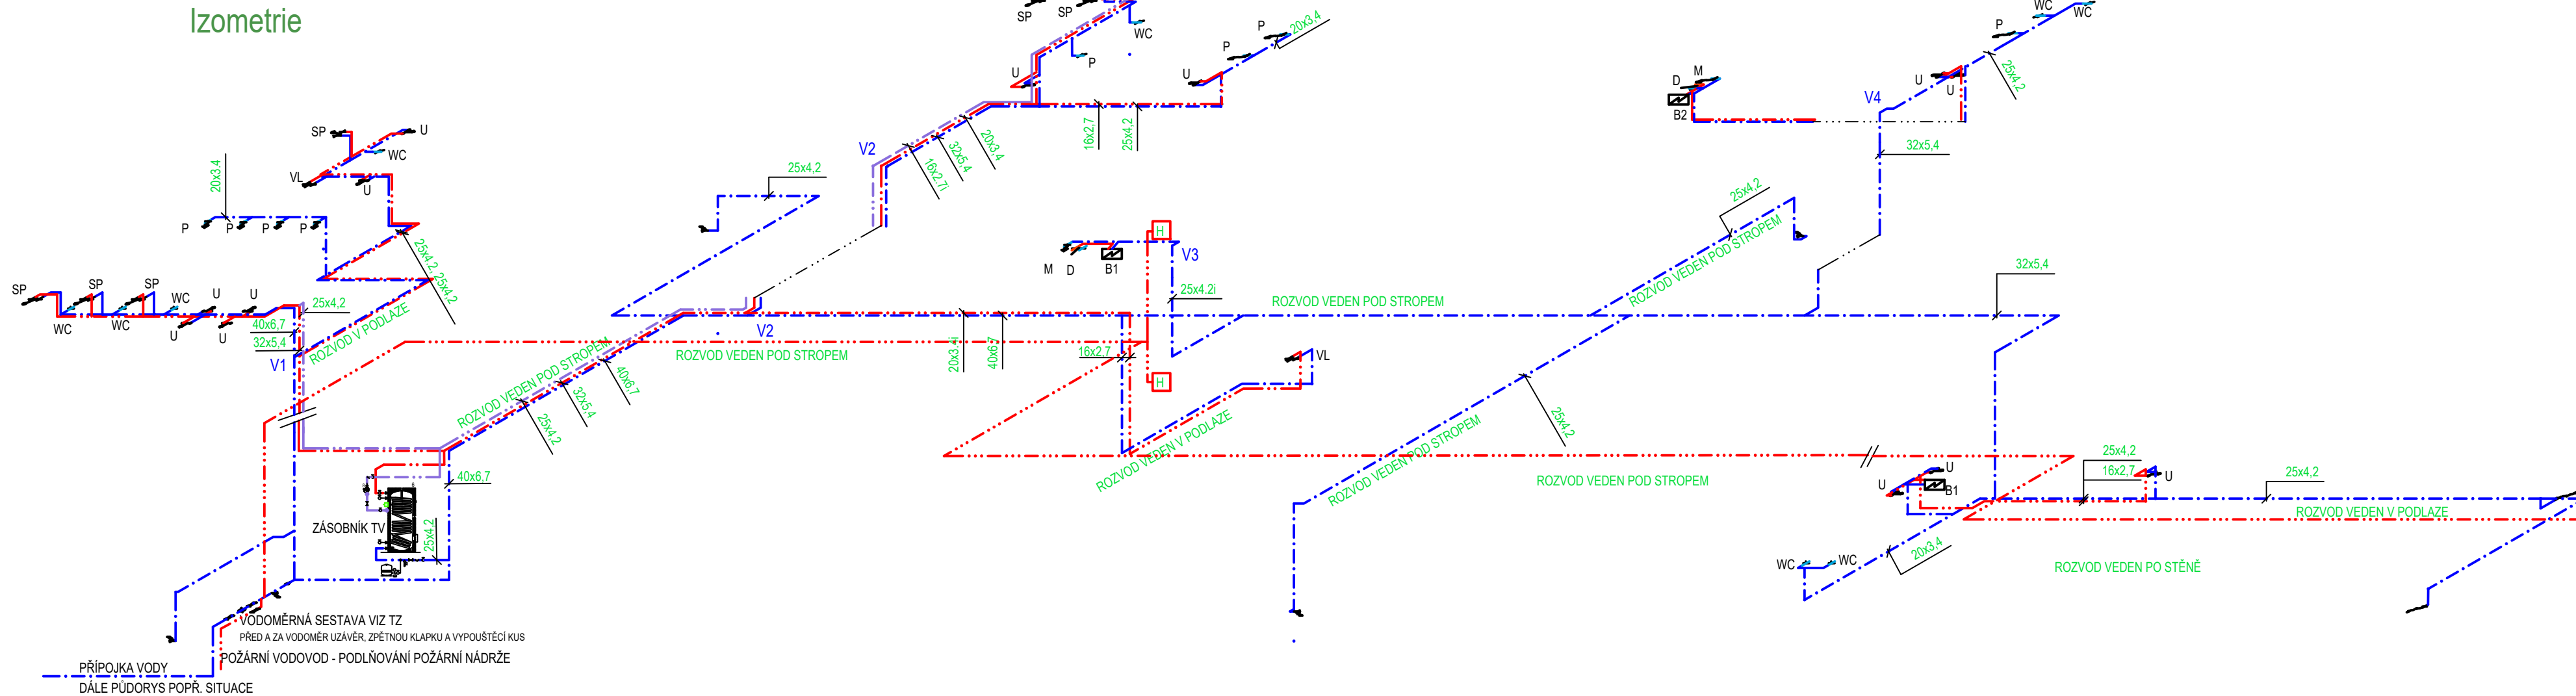 Izometrie
SP
SP
WC
P
U
P
P
20x3,4
U
WC
WC
P
25x4,2
U
U
V4
M
D
B2
32x5,4
16x2,7
25x4,2
V2
20x3,4
32x5,4
16x2.7i
SP
U
WC
VL
U
20x3,4
P
P
P
P
25x4,2
25x4,2
25x4,2
25x4,2
ROZVOD VEDEN POD STROPEM
H
V3
M
D
B1
25x4.2i
ROZVOD VEDEN POD STROPEM
32x5,4
SP
SP
SP
WC
U
U
WC
WC
U
U
25x4,2
40x6,7
32x5,4
ROZVOD V PODLAZE
V1
V2
ROZVOD VEDEN POD STROPEM
ROZVOD VEDEN POD STROPEM
20x3,4i
40x6,7
16x2,7
VL
H
40x6,7
32x5,4
25x4,2
25x4,2
ROZVOD VEDEN V PODLAZE
ROZVOD VEDEN POD STROPEM
ROZVOD VEDEN POD STROPEM
40x6,7
ZÁSOBNÍK TV
25x4,2
U
U
B1
25x4,2
16x2,7
U
25x4,2
ROZVOD VEDEN V PODLAZE
20x3,4
WC
WC
ROZVOD VEDEN PO STĚNĚ
VODOMĚRNÁ SESTAVA VIZ TZ
PŘED A ZA VODOMĚR UZÁVĚR, ZPĚTNOU KLAPKU A VYPOUŠTĚCÍ KUS
POŽÁRNÍ VODOVOD - PODLŇOVÁNÍ POŽÁRNÍ NÁDRŽE
PŘÍPOJKA VODY
DÁLE PŮDORYS POPŘ. SITUACE